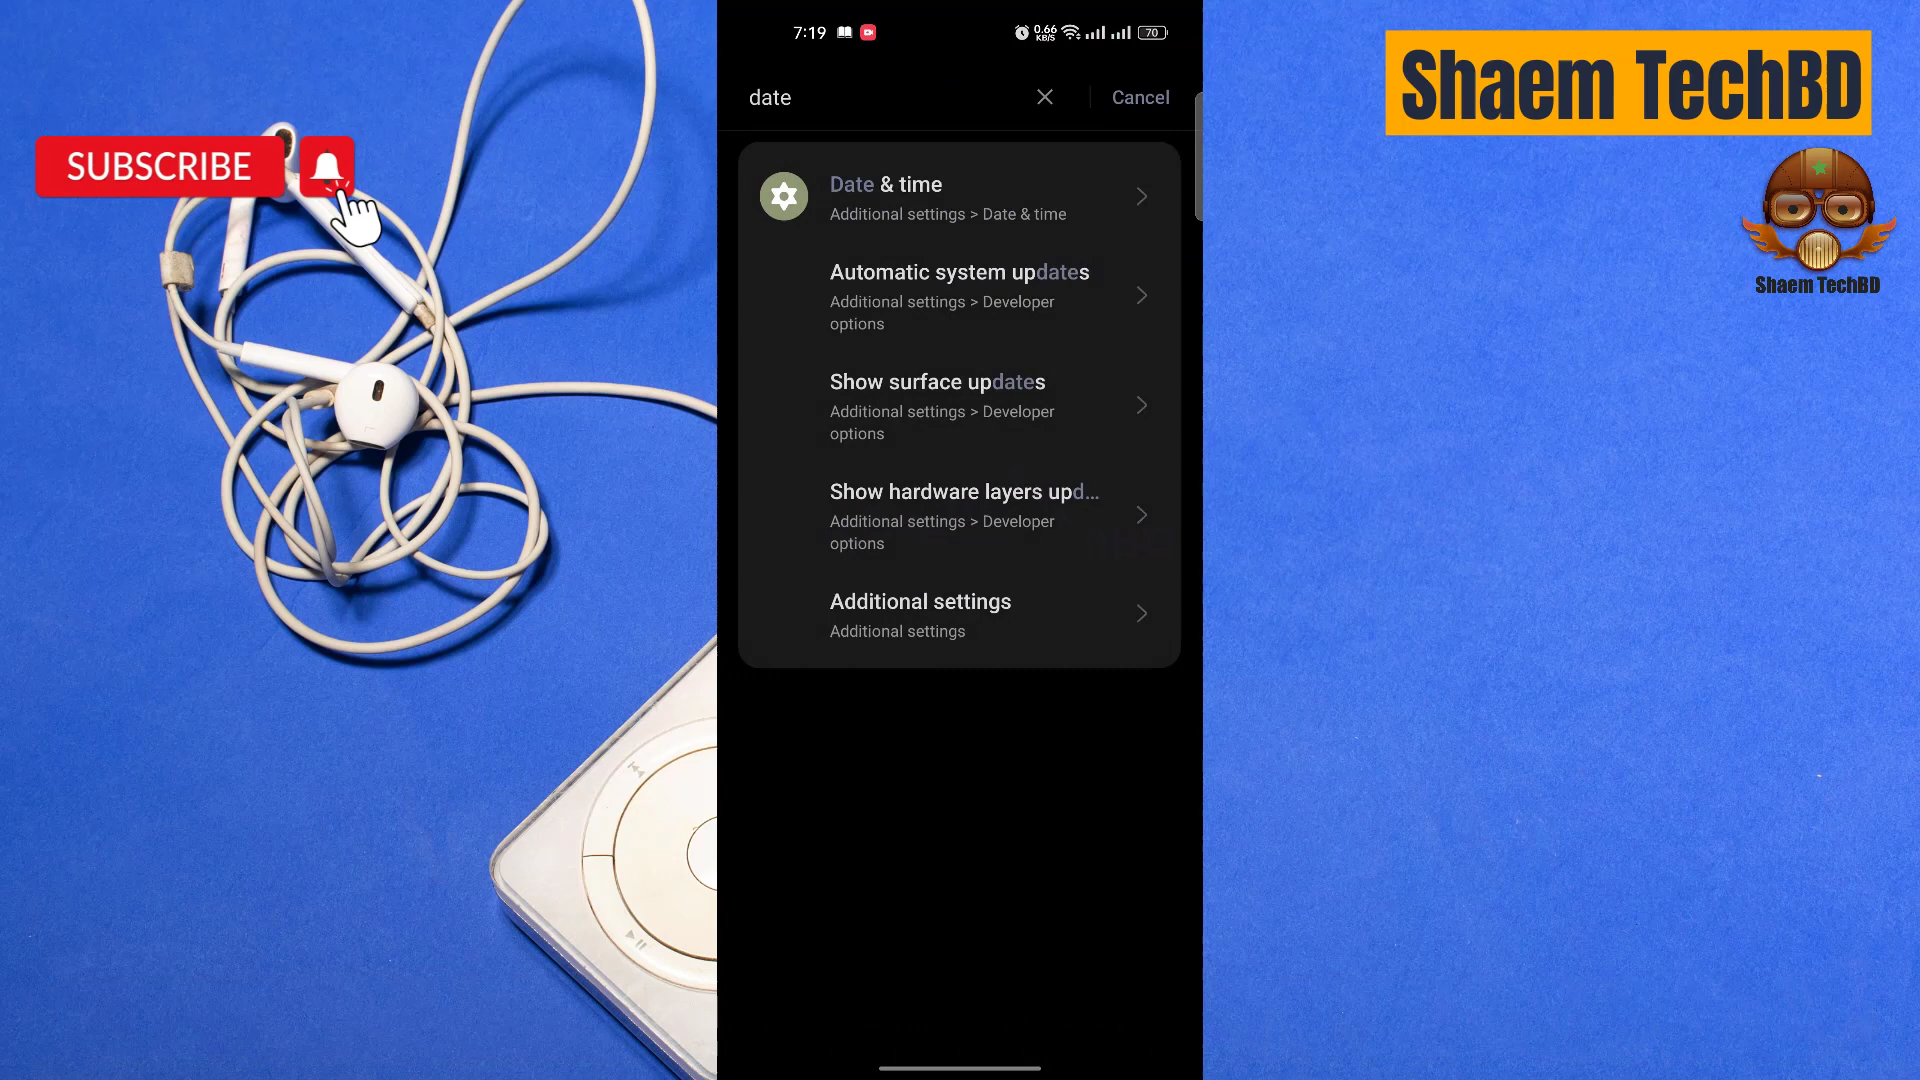 SUBSCRIBE
7:19
0.66
KB/S
70
date
Cancel
Date & time
Additional settings > Date & time
Automatic system updates
Additional settings > Developer
options
Show surface updates
Additional settings > Developer
options
Show hardware layers upd...
Additional settings > Developer
options
Additional settings
Additional settings
Shaem TechBD
Shaem TechBD